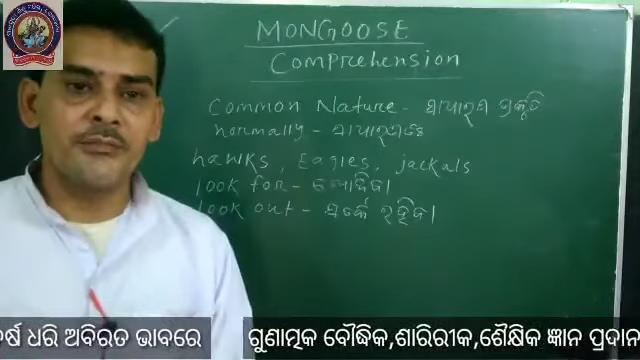 MONGOOSE
Comprehension
Common Nature - ସାଧାରଣ ପ୍ରକୃତି
normally - ସାଧାରଣତଃ
hawks, Eagles, jackals
look for - ଖୋଜିବା
look out - ସତର୍କ ରହିବା
ବର୍ଷ ଧରି ଅବିରତ ଭାବରେ
ଗୁଣାତ୍ମକ ବୌଦ୍ଧିକ,ଶାରିରୀକ,ଶୈକ୍ଷିକ ଜ୍ଞାନ ପ୍ରଦାନ